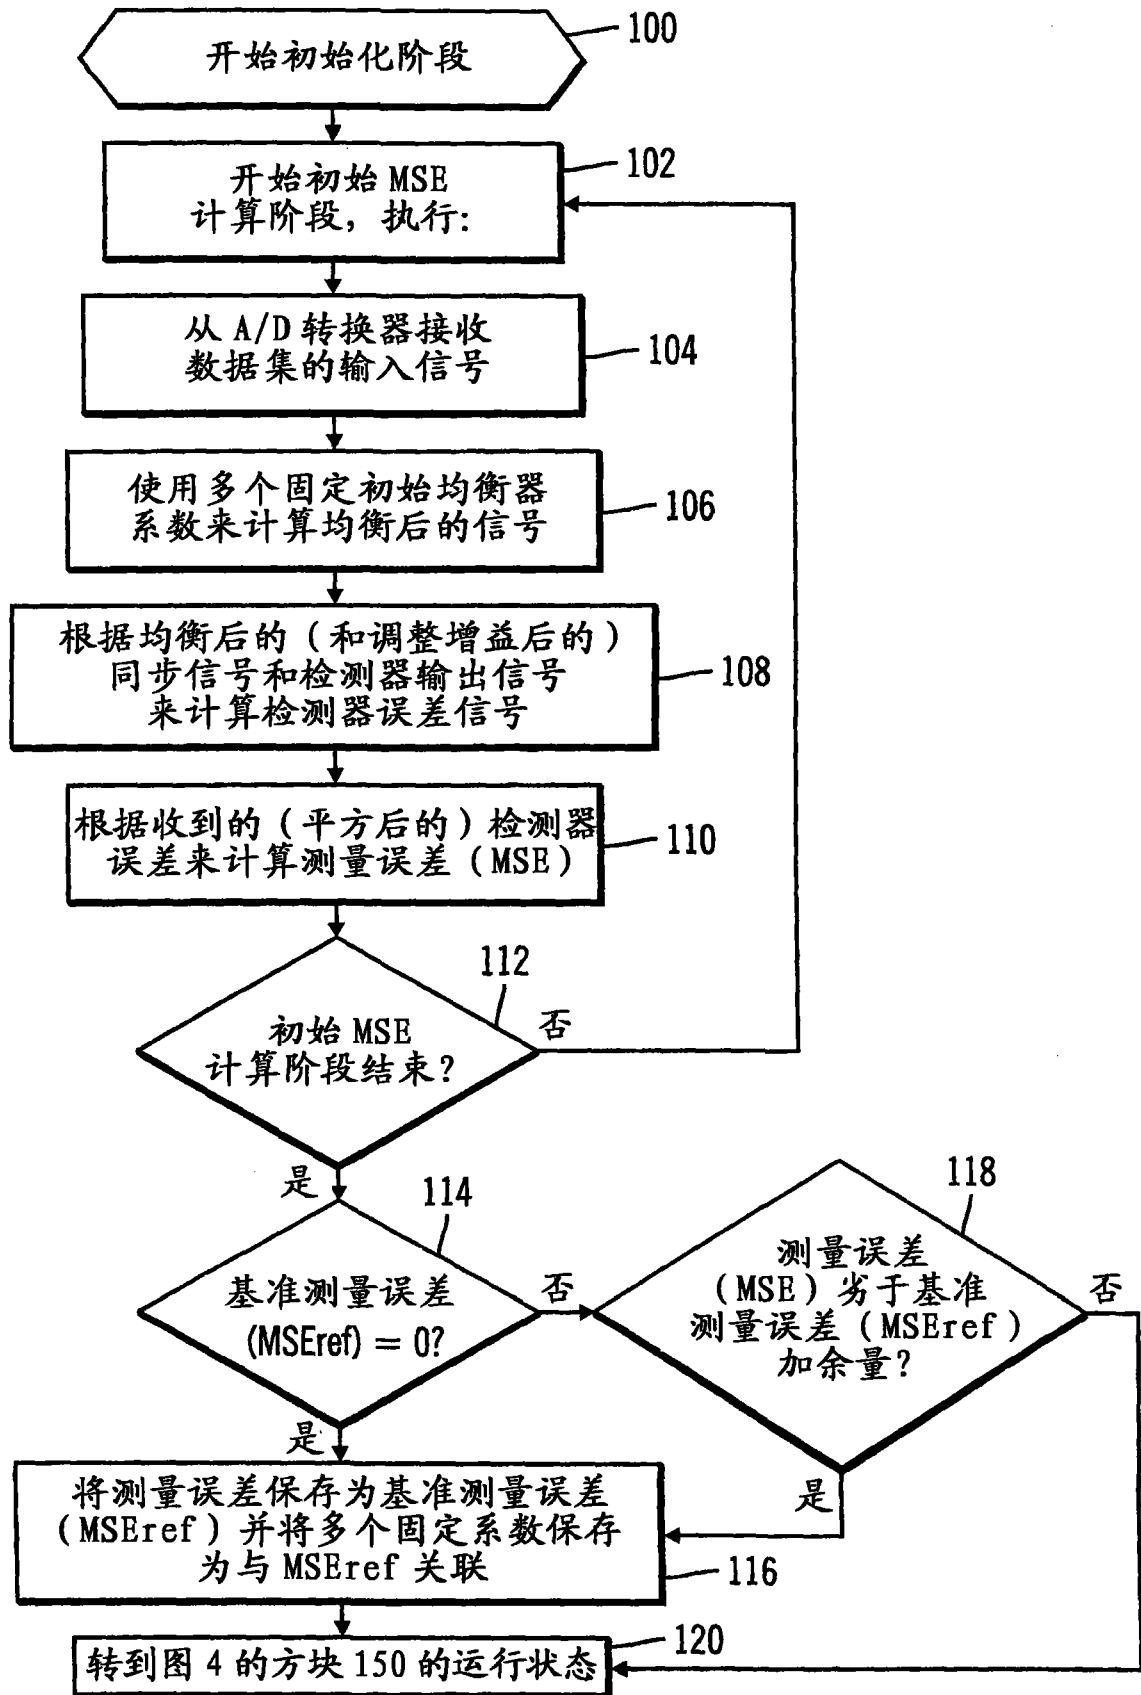 开始初始化阶段
100
开始初始 MSE
计算阶段，执行：
102
从 A/D 转换器接收
数据集的输入信号
104
使用多个固定初始均衡器
系数来计算均衡后的信号
106
根据均衡后的（和调整增益后的）
同步信号和检测器输出信号
来计算检测器误差信号
108
根据收到的（平方后的）检测器
误差来计算测量误差（MSE）
110
112
初始 MSE
计算阶段结束？
否
是
114
基准测量误差
(MSEref) = 0?
否
是
118
测量误差
（MSE）劣于基准
测量误差（MSEref）
加余量？
否
是
将测量误差保存为基准测量误差
（MSEref）并将多个固定系数保存
为与 MSEref 关联
116
转到图 4 的方块 150 的运行状态
120